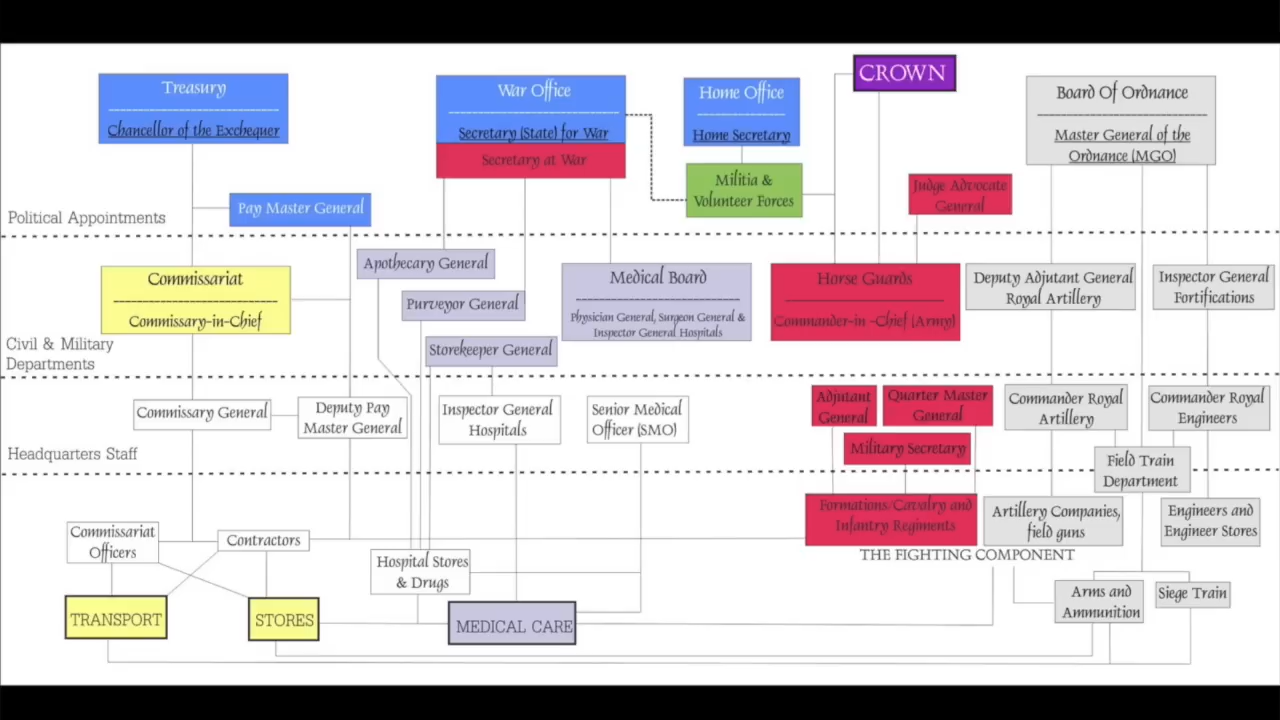 CROWN
Treasury
Chancellor of the Exchequer
War Office
Secretary (State) for War
Secretary at War
Home Office
Home Secretary
Board Of Ordnance
Master General of the
Ordnance (MGO)
Militia &
Volunteer Forces
Judge Advocate
General
Pay Master General
Political Appointments
Apothecary General
Commissariat
Commissary-in-Chief
Purveyor General
Storekeeper General
Medical Board
Physician General, Surgeon General &
Inspector General Hospitals
Horse Guards
Commander-in -Chief (Army)
Deputy Adjutant General
Royal Artillery
Inspector General
Fortifications
Civil & Military
Departments
Commissary General
Deputy Pay
Master General
Inspector General
Hospitals
Senior Medical
Officer (SMO)
Adjutant
General
Quarter Master
General
Military Secretary
Commander Royal
Artillery
Commander Royal
Engineers
Headquarters Staff
Field Train
Department
Formations/Cavalry and
Infantry Regiments
Artillery Companies,
field guns
Engineers and
Engineer Stores
THE FIGHTING COMPONENT
Commissariat
Officers
Contractors
Hospital Stores
& Drugs
Arms and
Ammunition
Siege Train
TRANSPORT
STORES
MEDICAL CARE